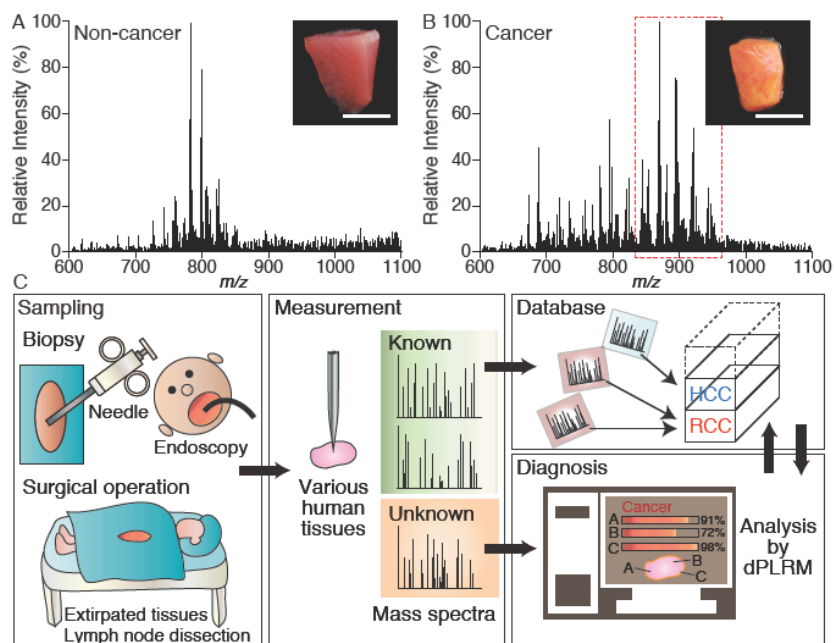 A
Non-cancer
Relative Intensity (%)
100
80
60
40
20
0
600
700
800
900
1000
1100
m/z
B
Cancer
Relative Intensity (%)
100
80
60
40
20
0
600
700
800
900
1000
1100
m/z
C
Sampling
Biopsy
Needle
Endoscopy
Surgical operation
Extirpated tissues
Lymph node dissection
Measurement
Various
human
tissues
Known
Unknown
Mass spectra
Database
HCC
RCC
Diagnosis
Cancer
A 91%
B 72%
C 98%
A
B
C
Analysis
by
dPLRM